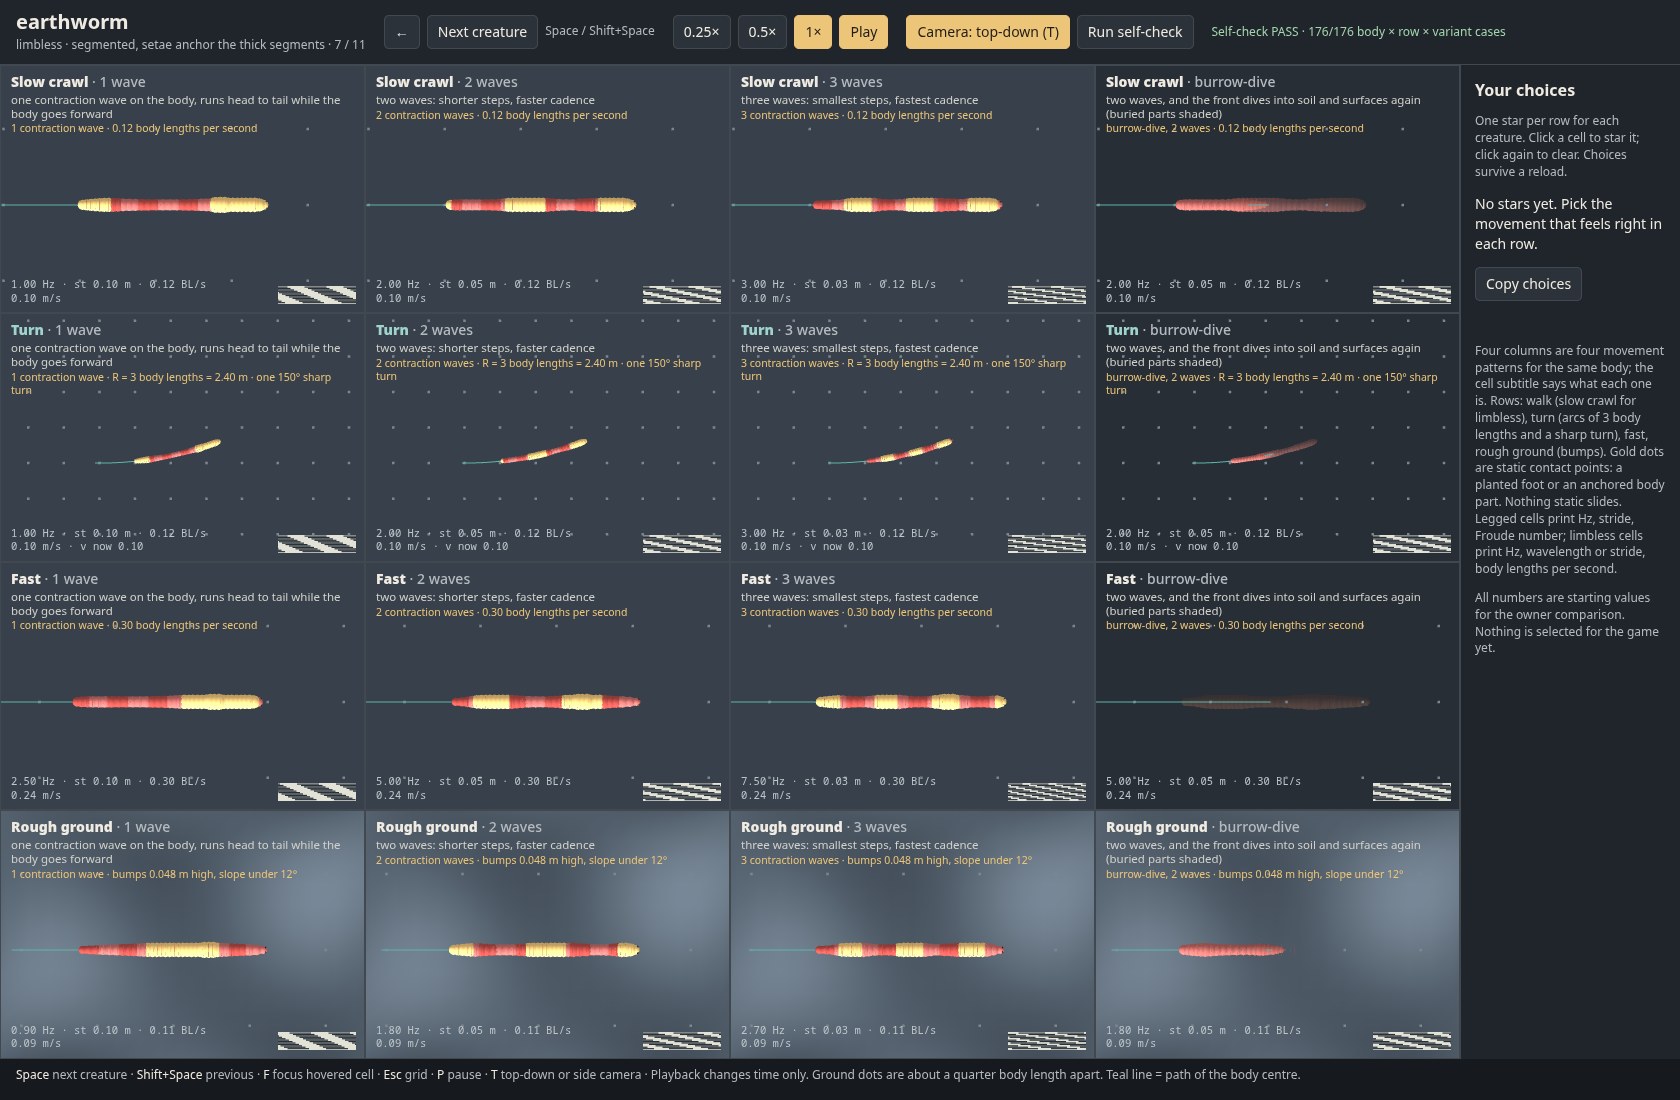 earthworm
limbless · segmented, setae anchor the thick segments · 7 / 11
← Next creature Space / Shift+Space 0.25× 0.5× 1× Play Camera: top-down (T) Run self-check Self-check PASS · 176/176 body × row × variant cases
Slow crawl · 1 wave
one contraction wave on the body, runs head to tail while the
body goes forward
1 contraction wave · 0.12 body lengths per second
1.00 Hz · st 0.10 m · 0.12 BL/s
0.10 m/s
Slow crawl · 2 waves
two waves: shorter steps, faster cadence
2 contraction waves · 0.12 body lengths per second
2.00 Hz · st 0.05 m · 0.12 BL/s
0.10 m/s
Slow crawl · 3 waves
three waves: smallest steps, fastest cadence
3 contraction waves · 0.12 body lengths per second
3.00 Hz · st 0.03 m · 0.12 BL/s
0.10 m/s
Slow crawl · burrow-dive
two waves, and the front dives into soil and surfaces again
(buried parts shaded)
burrow-dive, 2 waves · 0.12 body lengths per second
2.00 Hz · st 0.05 m · 0.12 BL/s
0.10 m/s
Turn · 1 wave
one contraction wave on the body, runs head to tail while the
body goes forward
1 contraction wave · R = 3 body lengths = 2.40 m · one 150° sharp
turn
1.00 Hz · st 0.10 m · 0.12 BL/s
0.10 m/s · v now 0.10
Turn · 2 waves
two waves: shorter steps, faster cadence
2 contraction waves · R = 3 body lengths = 2.40 m · one 150° sharp
turn
2.00 Hz · st 0.05 m · 0.12 BL/s
0.10 m/s · v now 0.10
Turn · 3 waves
three waves: smallest steps, fastest cadence
3 contraction waves · R = 3 body lengths = 2.40 m · one 150° sharp
turn
3.00 Hz · st 0.03 m · 0.12 BL/s
0.10 m/s · v now 0.10
Turn · burrow-dive
two waves, and the front dives into soil and surfaces again
(buried parts shaded)
burrow-dive, 2 waves · R = 3 body lengths = 2.40 m · one 150° sharp
turn
2.00 Hz · st 0.05 m · 0.12 BL/s
0.10 m/s · v now 0.10
Fast · 1 wave
one contraction wave on the body, runs head to tail while the
body goes forward
1 contraction wave · 0.30 body lengths per second
2.50 Hz · st 0.10 m · 0.30 BL/s
0.24 m/s
Fast · 2 waves
two waves: shorter steps, faster cadence
2 contraction waves · 0.30 body lengths per second
5.00 Hz · st 0.05 m · 0.30 BL/s
0.24 m/s
Fast · 3 waves
three waves: smallest steps, fastest cadence
3 contraction waves · 0.30 body lengths per second
7.50 Hz · st 0.03 m · 0.30 BL/s
0.24 m/s
Fast · burrow-dive
two waves, and the front dives into soil and surfaces again
(buried parts shaded)
burrow-dive, 2 waves · 0.30 body lengths per second
5.00 Hz · st 0.05 m · 0.30 BL/s
0.24 m/s
Rough ground · 1 wave
one contraction wave on the body, runs head to tail while the
body goes forward
1 contraction wave · bumps 0.048 m high, slope under 12°
0.90 Hz · st 0.10 m · 0.11 BL/s
0.09 m/s
Rough ground · 2 waves
two waves: shorter steps, faster cadence
2 contraction waves · bumps 0.048 m high, slope under 12°
1.80 Hz · st 0.05 m · 0.11 BL/s
0.09 m/s
Rough ground · 3 waves
three waves: smallest steps, fastest cadence
3 contraction waves · bumps 0.048 m high, slope under 12°
2.70 Hz · st 0.03 m · 0.11 BL/s
0.09 m/s
Rough ground · burrow-dive
two waves, and the front dives into soil and surfaces again
(buried parts shaded)
burrow-dive, 2 waves · bumps 0.048 m high, slope under 12°
1.80 Hz · st 0.05 m · 0.11 BL/s
0.09 m/s
Your choices
One star per row for each
creature. Click a cell to star it;
click again to clear. Choices
survive a reload.
No stars yet. Pick the
movement that feels right in
each row.
Copy choices
Four columns are four movement
patterns for the same body; the
cell subtitle says what each one
is. Rows: walk (slow crawl for
limbless), turn (arcs of 3 body
lengths and a sharp turn), fast,
rough ground (bumps). Gold dots
are static contact points: a
planted foot or an anchored body
part. Nothing static slides.
Legged cells print Hz, stride,
Froude number; limbless cells
print Hz, wavelength or stride,
body lengths per second.
All numbers are starting values
for the owner comparison.
Nothing is selected for the game
yet.
Space next creature · Shift+Space previous · F focus hovered cell · Esc grid · P pause · T top-down or side camera · Playback changes time only. Ground dots are about a quarter body length apart. Teal line = path of the body centre.